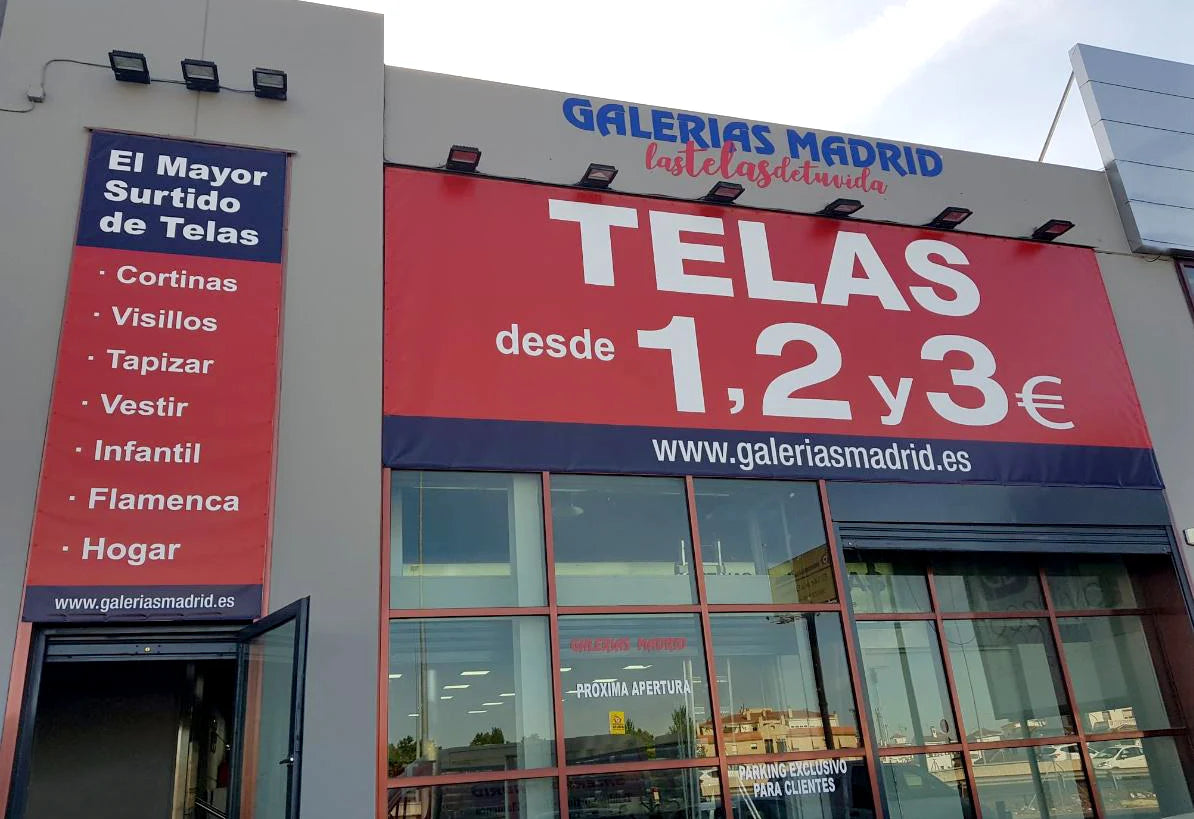 El Mayor
Surtido
de Telas
· Cortinas
· Visillos
· Tapizar
· Vestir
· Infantil
· Flamenca
· Hogar
www.galeriasmadrid.es
GALERIAS MADRID
lastelasdetuvida
TELAS
desde 1,2 y 3€
www.galeriasmadrid.es
GALERIAS MADRID
PROXIMA APERTURA
PARKING EXCLUSIVO
PARA CLIENTES